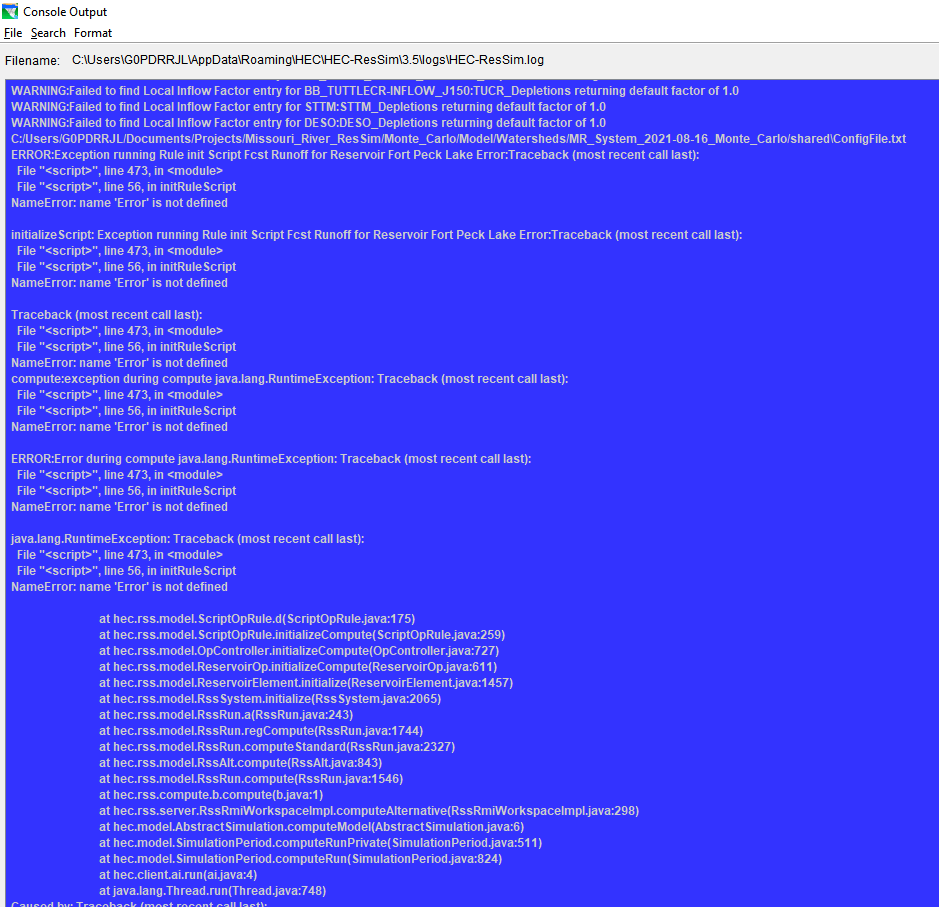 Console Output
File Search Format
Filename: C:\Users\G0PDRRJL\AppData\Roaming\HEC\HEC-ResSim\3.5\logs\HEC-ResSim.log
WARNING:Failed to find Local Inflow Factor entry for BB_TUTTLECR-INFLOW_J150:TUCR_Depletions returning default factor of 1.0
WARNING:Failed to find Local Inflow Factor entry for STTM:STTM_Depletions returning default factor of 1.0
WARNING:Failed to find Local Inflow Factor entry for DESO:DESO_Depletions returning default factor of 1.0
C:/Users/G0PDRRJL/Documents/Projects/Missouri_River_ResSim/Monte_Carlo/Model/Watersheds/MR_System_2021-08-16_Monte_Carlo/shared\ConfigFile.txt
ERROR:Exception running Rule init Script Fcst Runoff for Reservoir Fort Peck Lake Error:Traceback (most recent call last):
File "<script>", line 473, in <module>
File "<script>", line 56, in initRuleScript
NameError: name 'Error' is not defined
initializeScript: Exception running Rule init Script Fcst Runoff for Reservoir Fort Peck Lake Error:Traceback (most recent call last):
File "<script>", line 473, in <module>
File "<script>", line 56, in initRuleScript
NameError: name 'Error' is not defined
Traceback (most recent call last):
File "<script>", line 473, in <module>
File "<script>", line 56, in initRuleScript
NameError: name 'Error' is not defined
compute:exception during compute java.lang.RuntimeException: Traceback (most recent call last):
File "<script>", line 473, in <module>
File "<script>", line 56, in initRuleScript
NameError: name 'Error' is not defined
ERROR:Error during compute java.lang.RuntimeException: Traceback (most recent call last):
File "<script>", line 473, in <module>
File "<script>", line 56, in initRuleScript
NameError: name 'Error' is not defined
java.lang.RuntimeException: Traceback (most recent call last):
File "<script>", line 473, in <module>
File "<script>", line 56, in initRuleScript
NameError: name 'Error' is not defined
at hec.rss.model.ScriptOpRule.d(ScriptOpRule.java:175)
at hec.rss.model.ScriptOpRule.initializeCompute(ScriptOpRule.java:259)
at hec.rss.model.OpController.initializeCompute(OpController.java:727)
at hec.rss.model.ReservoirOp.initializeCompute(ReservoirOp.java:611)
at hec.rss.model.ReservoirElement.initialize(ReservoirElement.java:1457)
at hec.rss.model.RssSystem.initialize(RssSystem.java:2065)
at hec.rss.model.RssRun.a(RssRun.java:243)
at hec.rss.model.RssRun.regCompute(RssRun.java:1744)
at hec.rss.model.RssRun.computeStandard(RssRun.java:2327)
at hec.rss.model.RssAlt.compute(RssAlt.java:843)
at hec.rss.model.RssRun.compute(RssRun.java:1546)
at hec.rss.compute.b.compute(b.java:1)
at hec.rss.server.RssRmiWorkspaceImpl.computeAlternative(RssRmiWorkspaceImpl.java:298)
at hec.model.AbstractSimulation.computeModel(AbstractSimulation.java:6)
at hec.model.SimulationPeriod.computeRunPrivate(SimulationPeriod.java:511)
at hec.model.SimulationPeriod.computeRun(SimulationPeriod.java:824)
at hec.client.ai.run(ai.java:4)
at java.lang.Thread.run(Thread.java:748)
Caused by: Traceback (most recent call last):